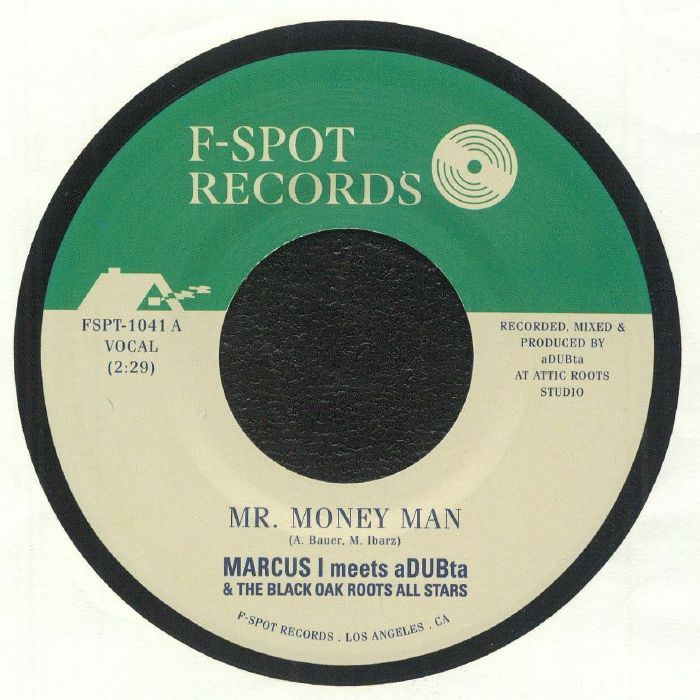 F-SPOT
RECORDS
FSPT-1041 A
VOCAL
(2:29)
RECORDED, MIXED &
PRODUCED BY
aDUBta
AT ATTIC ROOTS
STUDIO
MR. MONEY MAN
(A. Bauer, M. Ibarz)
MARCUS I meets aDUBta
& THE BLACK OAK ROOTS ALL STARS
F-SPOT RECORDS . LOS ANGELES . CA